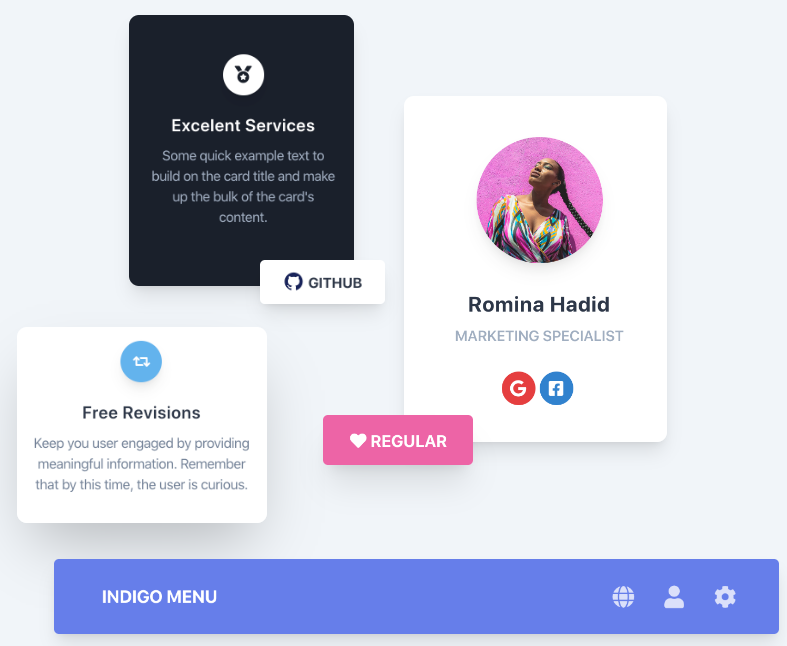 Excelent Services
Some quick example text to
build on the card title and make
up the bulk of the card's
content.
GITHUB
Romina Hadid
MARKETING SPECIALIST
Free Revisions
Keep you user engaged by providing
meaningful information. Remember
that by this time, the user is curious.
REGULAR
INDIGO MENU